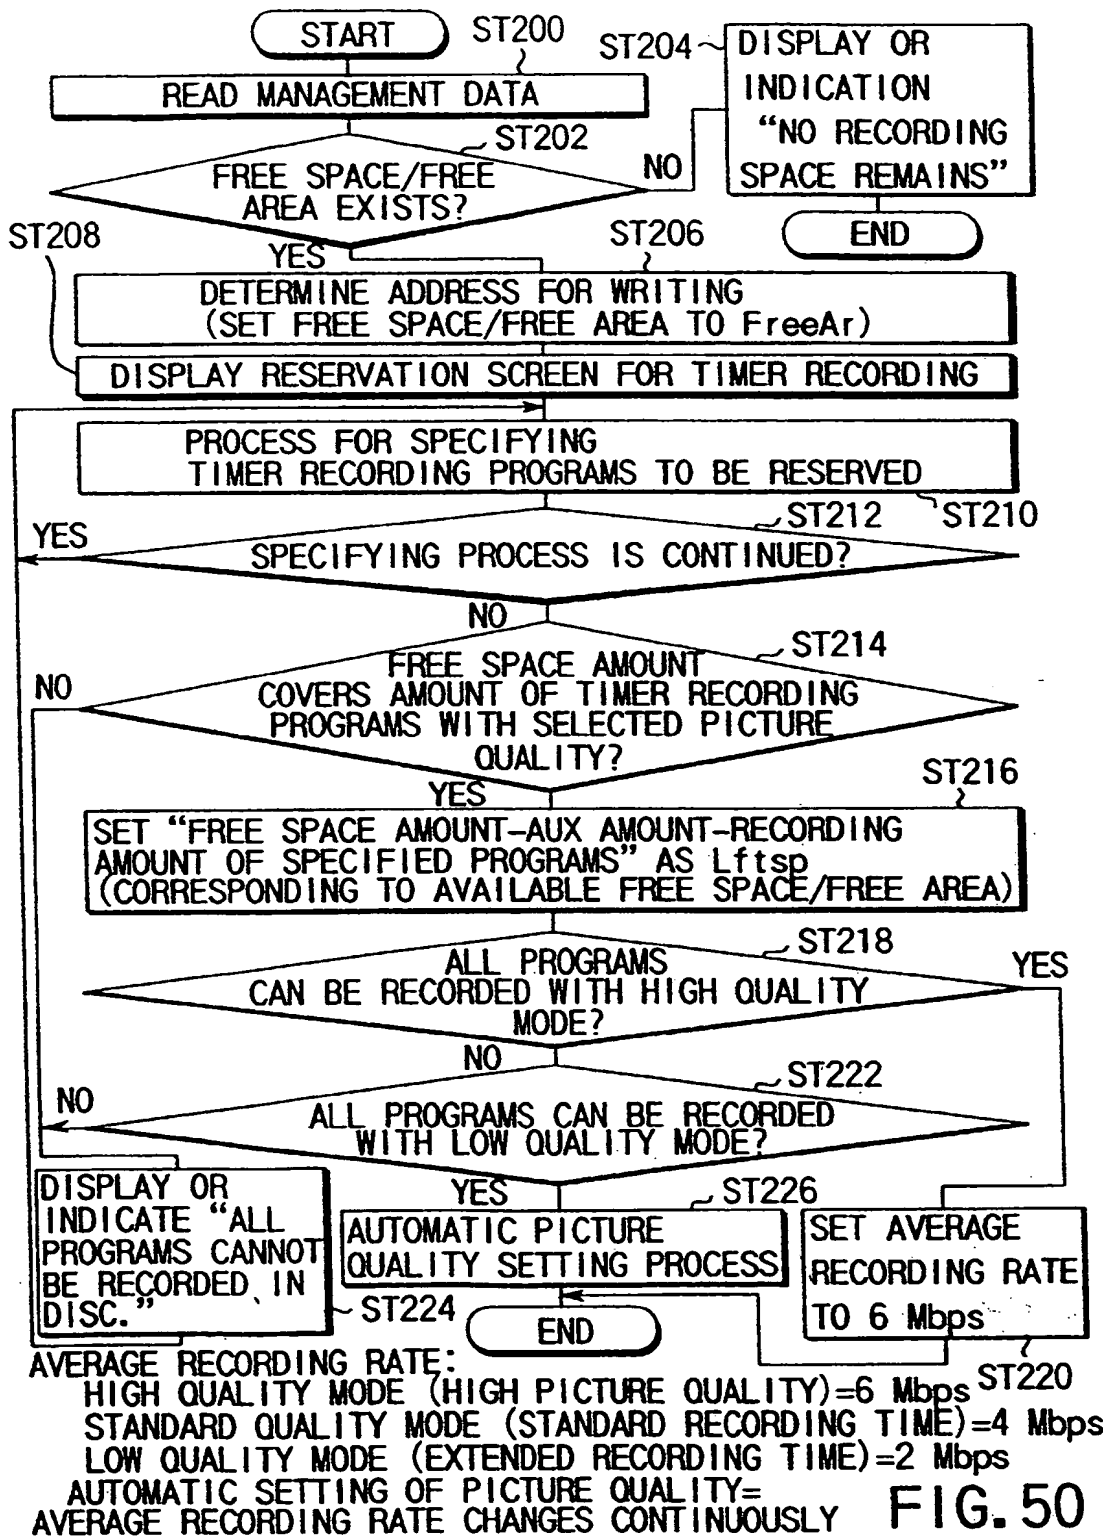 START
ST200
READ MANAGEMENT DATA
ST202
FREE SPACE/FREE
AREA EXISTS?
NO
ST204
DISPLAY OR
INDICATION
“NO RECORDING
SPACE REMAINS”
END
YES
ST206
DETERMINE ADDRESS FOR WRITING
(SET FREE SPACE/FREE AREA TO FreeAr)
ST208
DISPLAY RESERVATION SCREEN FOR TIMER RECORDING
PROCESS FOR SPECIFYING
TIMER RECORDING PROGRAMS TO BE RESERVED
ST210
ST212
YES
SPECIFYING PROCESS IS CONTINUED?
NO
ST214
NO
FREE SPACE AMOUNT
COVERS AMOUNT OF TIMER RECORDING
PROGRAMS WITH SELECTED PICTURE
QUALITY?
YES
ST216
SET “FREE SPACE AMOUNT-AUX AMOUNT-RECORDING
AMOUNT OF SPECIFIED PROGRAMS” AS Lftsp
(CORRESPONDING TO AVAILABLE FREE SPACE/FREE AREA)
ST218
YES
ALL PROGRAMS
CAN BE RECORDED WITH HIGH QUALITY
MODE?
NO
ST222
NO
ALL PROGRAMS CAN BE RECORDED
WITH LOW QUALITY MODE?
YES
DISPLAY OR
INDICATE “ALL
PROGRAMS CANNOT
BE RECORDED IN
DISC.”
ST224
ST226
AUTOMATIC PICTURE
QUALITY SETTING PROCESS
END
SET AVERAGE
RECORDING RATE
TO 6 Mbps
ST220
AVERAGE RECORDING RATE:
HIGH QUALITY MODE (HIGH PICTURE QUALITY)=6 Mbps
STANDARD QUALITY MODE (STANDARD RECORDING TIME)=4 Mbps
LOW QUALITY MODE (EXTENDED RECORDING TIME)=2 Mbps
AUTOMATIC SETTING OF PICTURE QUALITY=
AVERAGE RECORDING RATE CHANGES CONTINUOUSLY
FIG. 50